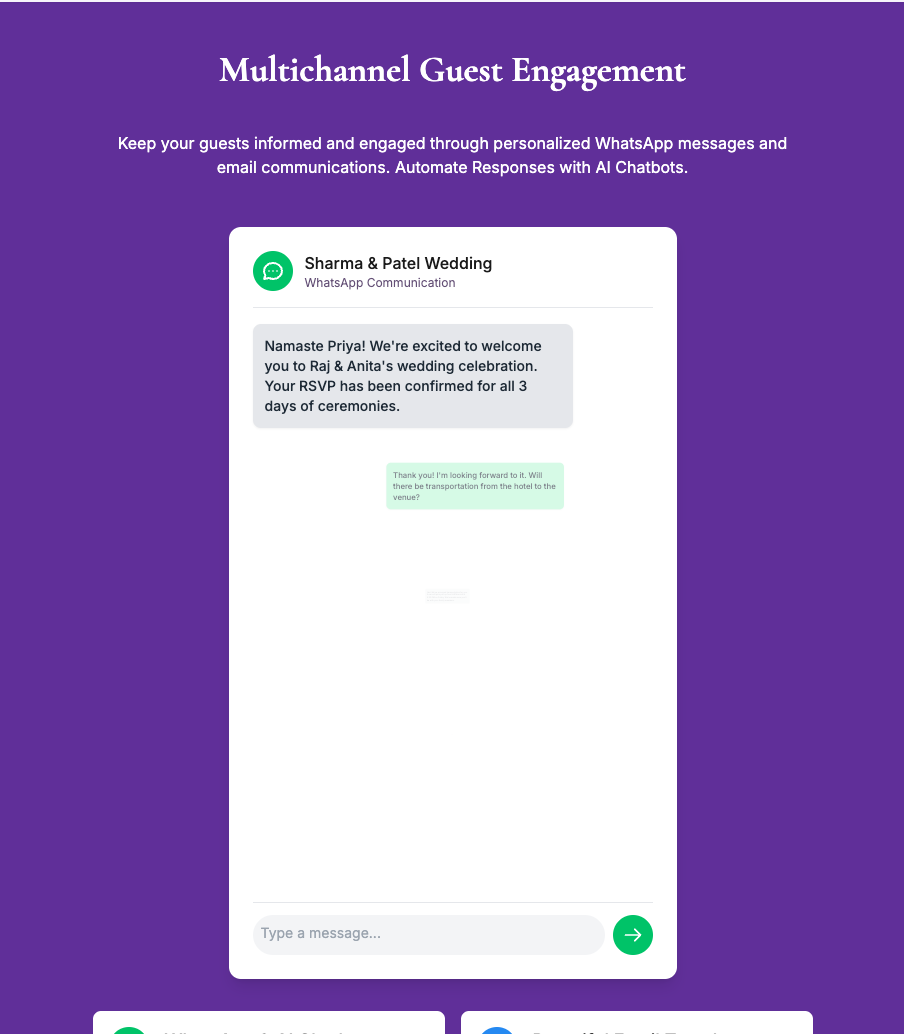 Multichannel Guest Engagement
Keep your guests informed and engaged through personalized WhatsApp messages and
email communications. Automate Responses with AI Chatbots.
Sharma & Patel Wedding
WhatsApp Communication
Namaste Priya! We're excited to welcome
you to Raj & Anita's wedding celebration.
Your RSVP has been confirmed for all 3
days of ceremonies.
Thank you! I'm looking forward to it. Will
there be transportation from the hotel to the
venue?
Type a message...